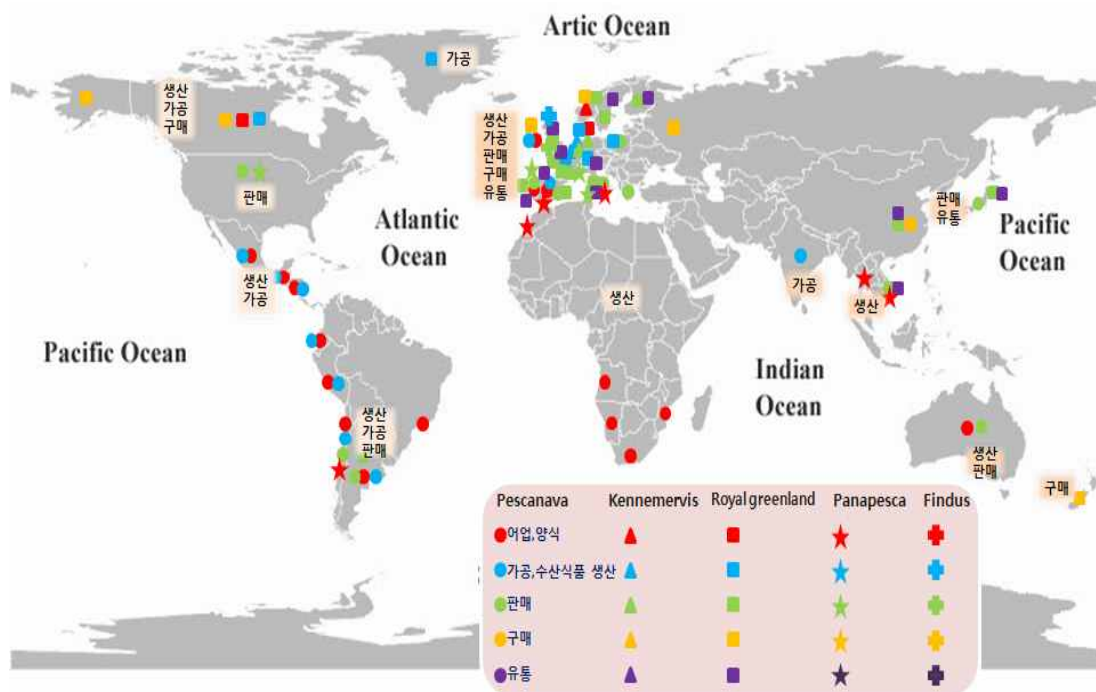 Artic Ocean
가공
생산
가공
구매
생산
가공
판매
구매
유통
판매
판매
유통
Atlantic
Ocean
Pacific
Ocean
생산
가공
생산
가공
생산
Pacific Ocean
Indian
Ocean
생산
가공
판매
생산
판매
구매
Pescanava
Kennemervis
Royal greenland
Panapesca
Findus
어업,양식
가공,수산식품 생산
판매
구매
유통